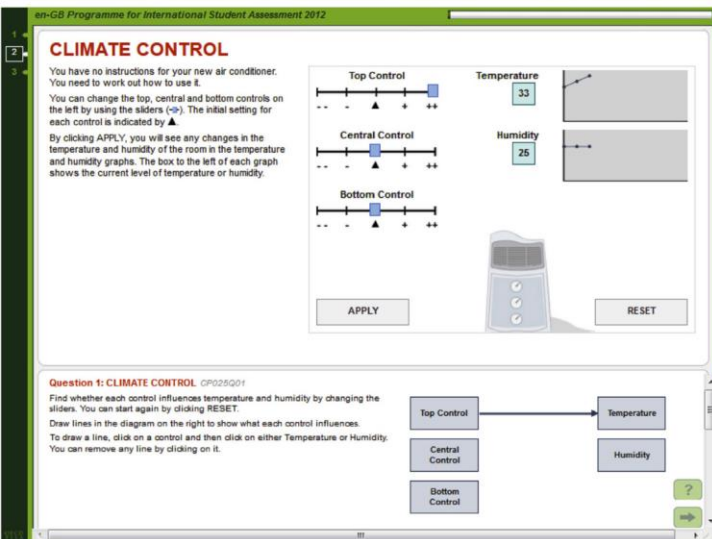 en-GB Programme for International Student Assessment 2012
1
2
3
CLIMATE CONTROL
You have no instructions for your new air conditioner.
You need to work out how to use it.
You can change the top, central and bottom controls on
the left by using the sliders ( ). The initial setting for
each control is indicated by ▲.
By clicking APPLY, you will see any changes in the
temperature and humidity of the room in the temperature
and humidity graphs. The box to the left of each graph
shows the current level of temperature or humidity.
Top Control
-- - ▲ + ++
Central Control
-- - ▲ + ++
Bottom Control
-- - ▲ + ++
Temperature
33
Humidity
25
APPLY
RESET
Question 1: CLIMATE CONTROL CP025Q01
Find whether each control influences temperature and humidity by changing the
sliders. You can start again by clicking RESET.
Draw lines in the diagram on the right to show what each control influences.
To draw a line, click on a control and then click on either Temperature or Humidity.
You can remove any line by clicking on it.
Top Control
Temperature
Central
Control
Humidity
Bottom
Control
?